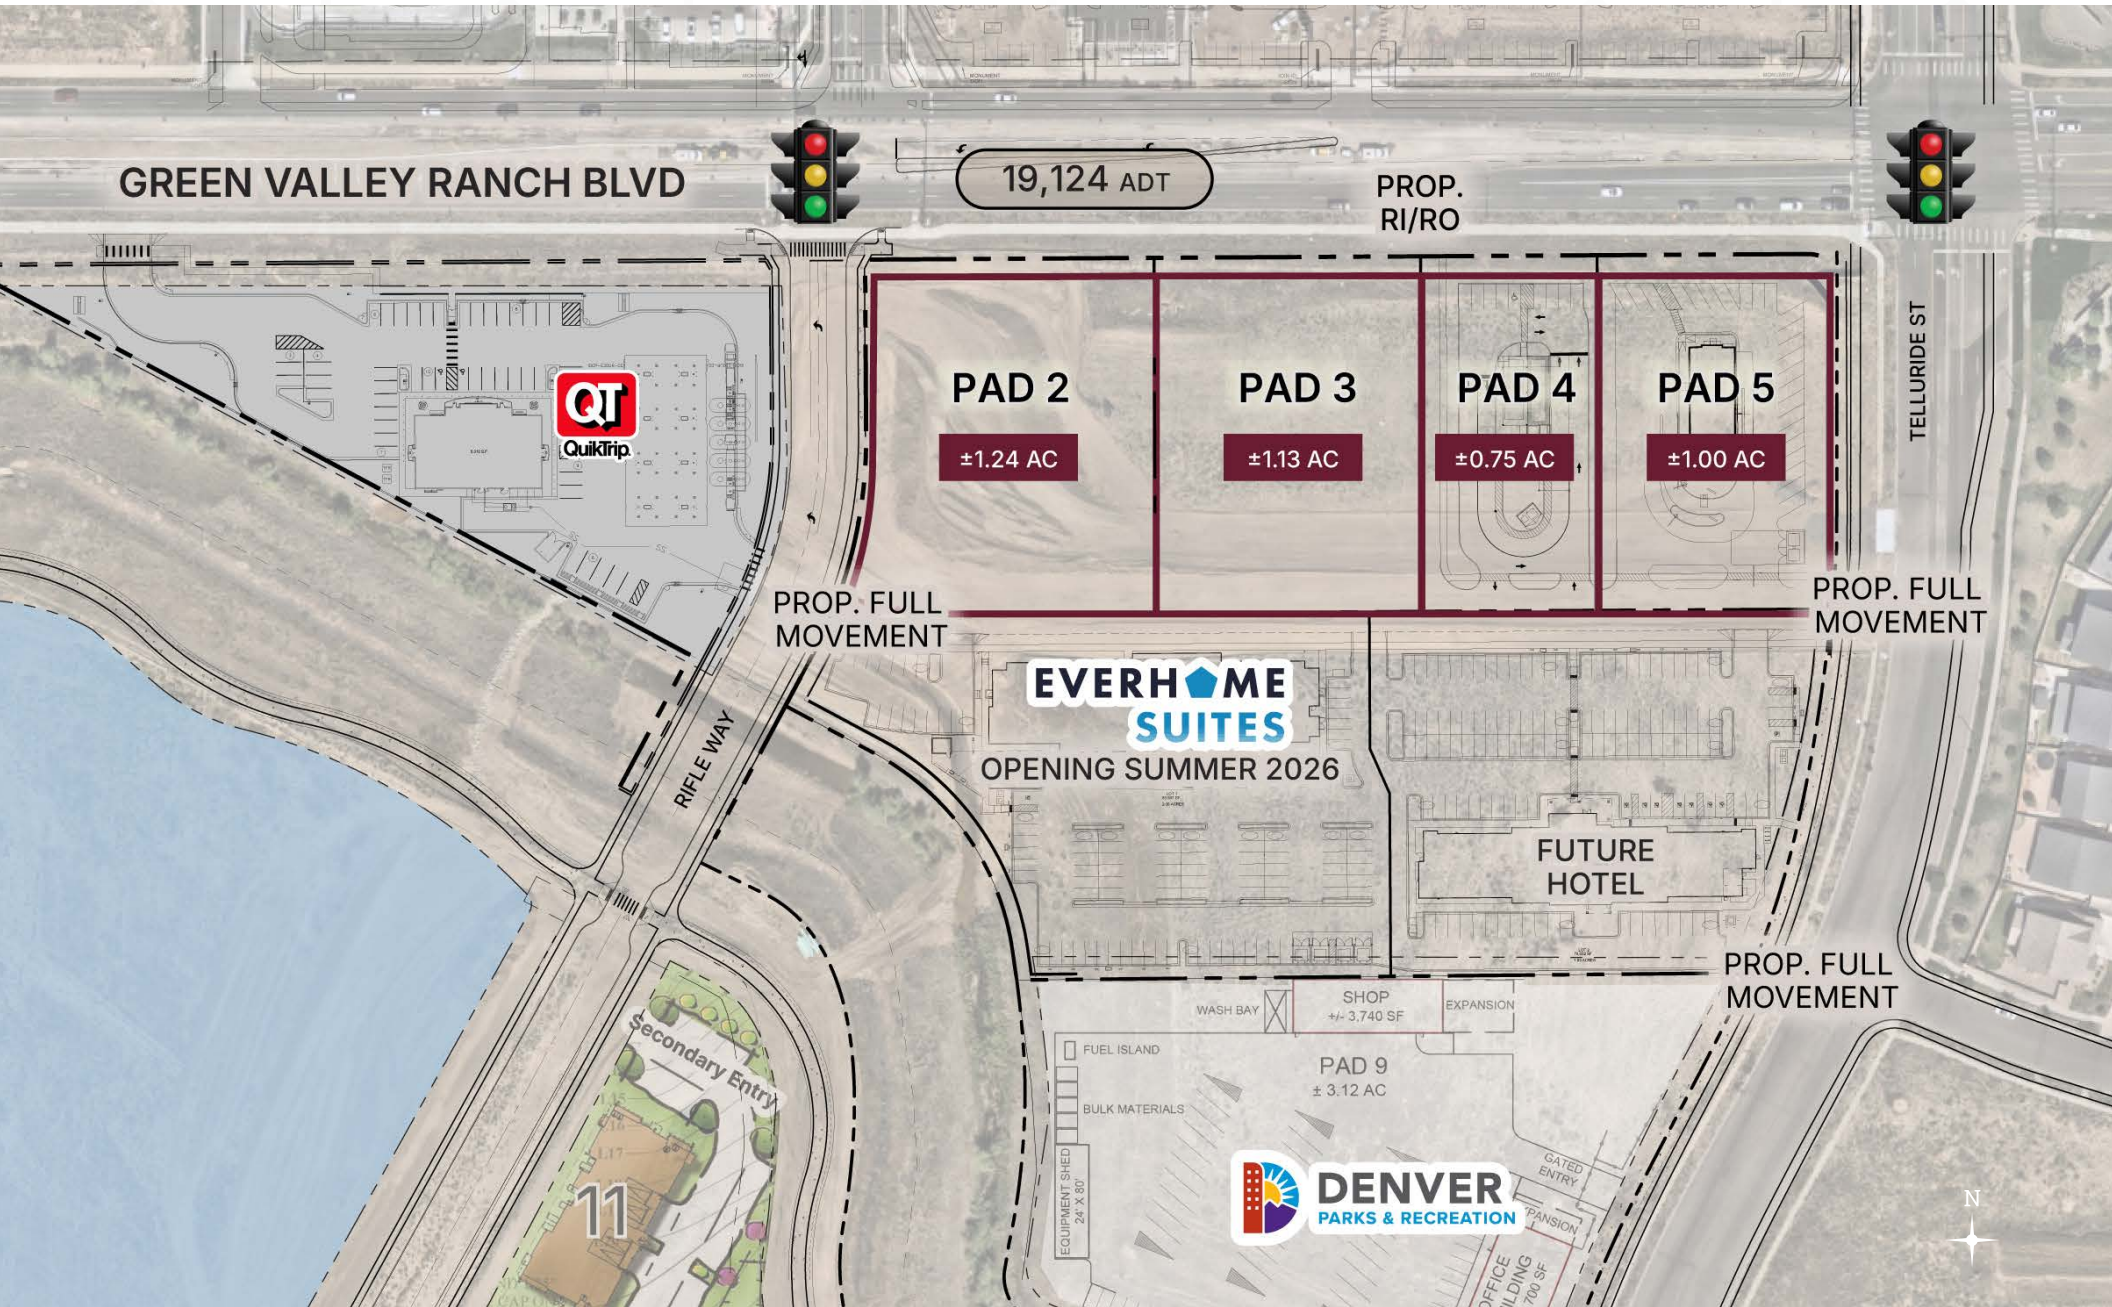 GREEN VALLEY RANCH BLVD
19,124 ADT
PROP.
RI/RO
TELLURIDE ST
QT
QuikTrip
PAD 2
±1.24 AC
PAD 3
±1.13 AC
PAD 4
±0.75 AC
PAD 5
±1.00 AC
PROP. FULL
MOVEMENT
PROP. FULL
MOVEMENT
EVERHOME
SUITES
OPENING SUMMER 2026
RIFLE WAY
FUTURE
HOTEL
PROP. FULL
MOVEMENT
WASH BAY
SHOP
+/- 3,740 SF
EXPANSION
FUEL ISLAND
PAD 9
± 3.12 AC
BULK MATERIALS
EQUIPMENT SHED
24' X 80'
GATED
ENTRY
DENVER
PARKS & RECREATION
Secondary Entry
L17
11
N